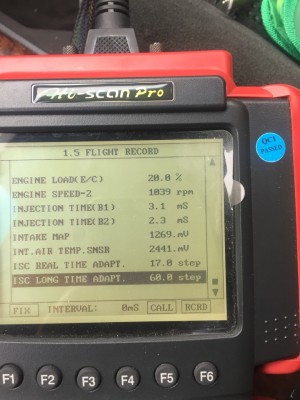 Hi-scan Pro
QC1
PASSED
1.5 FLIGHT RECORD
ENGINE LOAD(E/C) 20.0 %
ENGINE SPEED-2 1039 rpm
INJECTION TIME(B1) 3.1 mS
INJECTION TIME(B2) 2.3 mS
INTAKE MAP 1269.mV
INT.AIR TEMP.SNSR 2441.mV
ISC REAL TIME ADAPT. 17.0 step
ISC LONG TIME ADAPT. 60.0 step
FIX INTERVAL: 0mS CALL RCRD
F1 F2 F3 F4 F5 F6